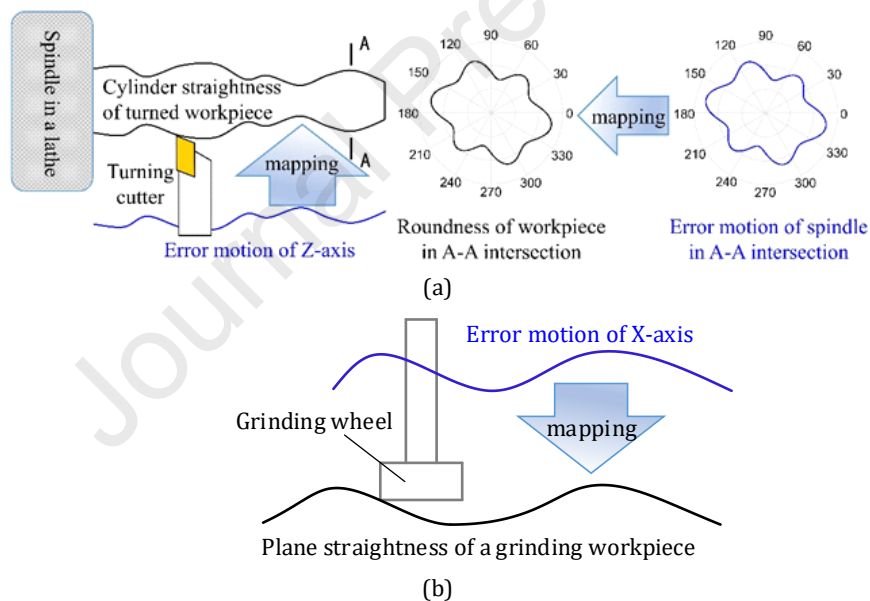 Spindle in a lathe
A
Cylinder straightness
of turned workpiece
A
Turning
cutter
mapping
Error motion of Z-axis
90
120
60
150
30
180
0
210
330
240
300
270
Roundness of workpiece
in A-A intersection
mapping
90
120
60
150
30
180
0
210
330
240
300
270
Error motion of spindle
in A-A intersection
(a)
Error motion of X-axis
Grinding wheel
mapping
Plane straightness of a grinding workpiece
(b)
Journal Pre